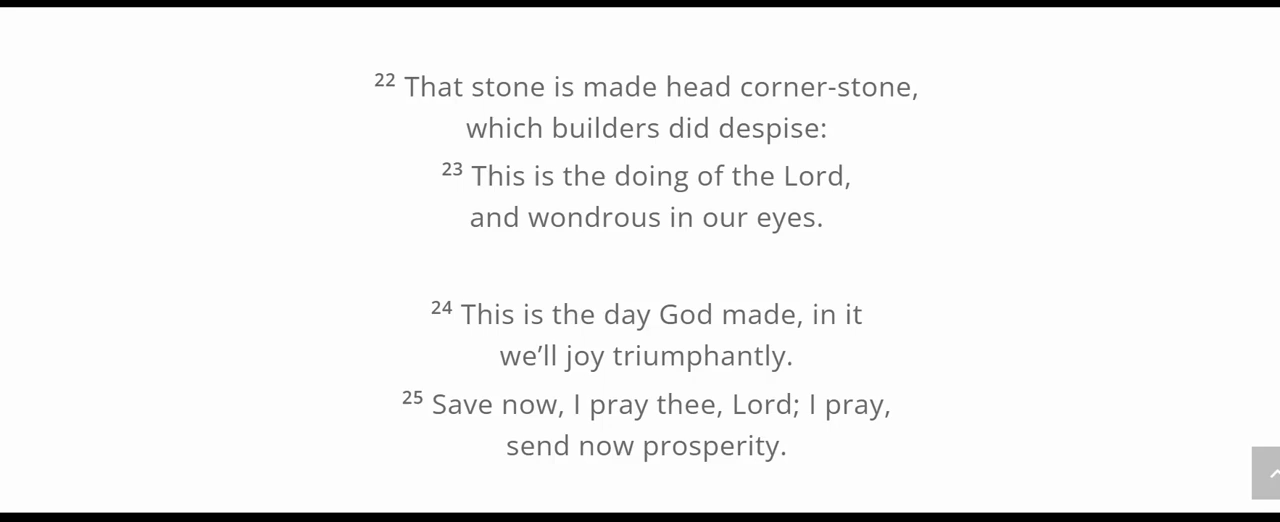 22 That stone is made head corner-stone,
which builders did despise:
23 This is the doing of the Lord,
and wondrous in our eyes.
24 This is the day God made, in it
we’ll joy triumphantly.
25 Save now, I pray thee, Lord; I pray,
send now prosperity.